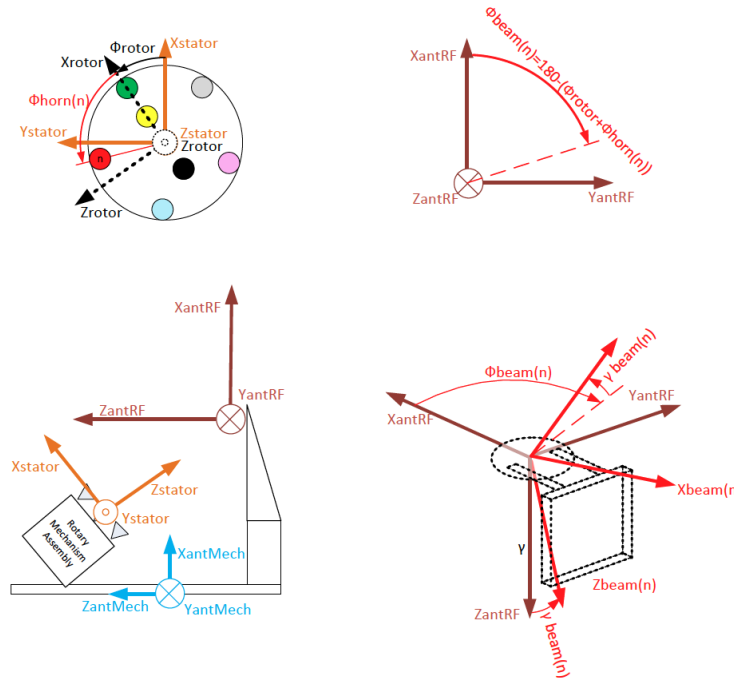 Φrotor
Xstator
Xrotor
Φhorn(n)
Ystator
Zstator
Zrotor
n
Zrotor
Φbeam(n)=180-(Φrotor+Φhorn(n))
XantRF
ZantRF
YantRF
XantRF
YantRF
ZantRF
Xstator
Zstator
Ystator
Rotary
Mechanism
Assembly
XantMech
ZantMech
YantMech
Φbeam(n)
γ beam(n)
YantRF
XantRF
Xbeam(n
γ
Zbeam(n)
ZantRF
γ beam(n)